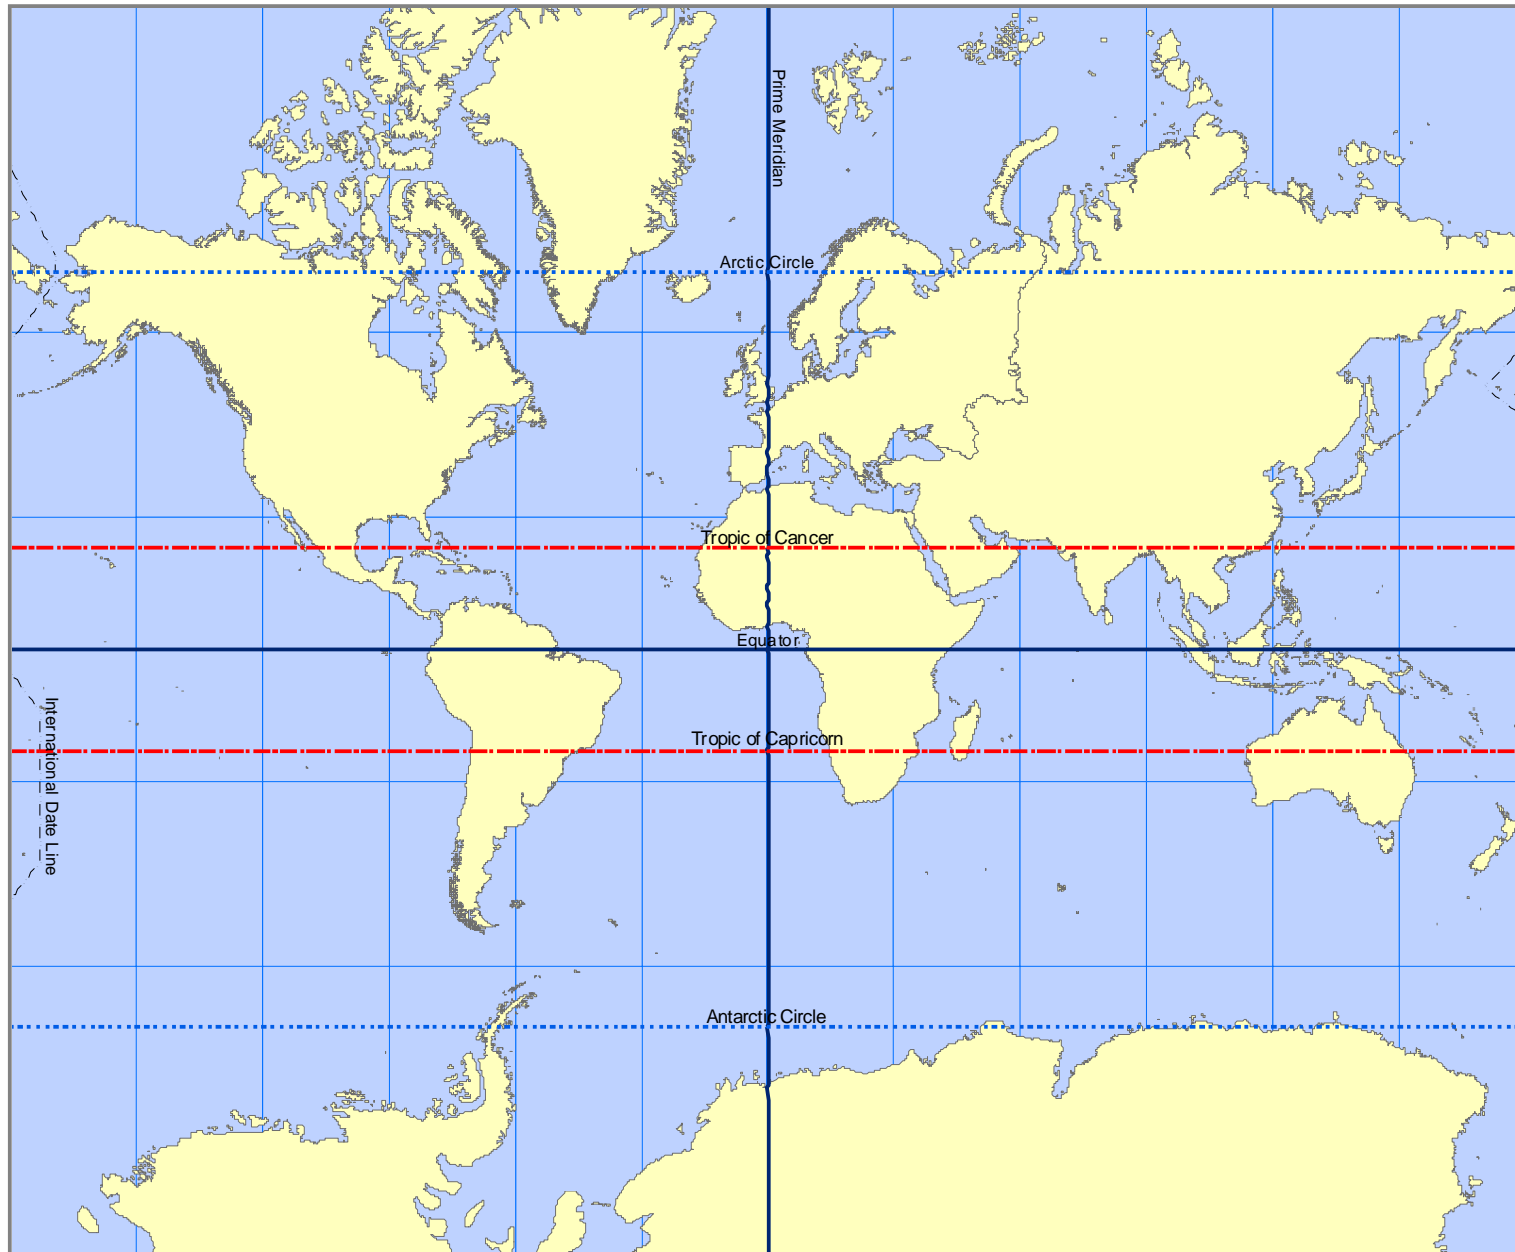 Prime Meridian
Arctic Circle
Tropic of Cancer
Equator
Tropic of Capricorn
International Date Line
Antarctic Circle